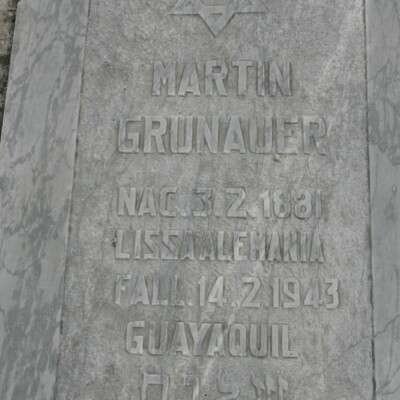 MARTIN
GRUNAUER
NAC. 3. 2. 1881
LISSA ALEMANIA
FALL. 14. 2. 1943
GUAYAQUIL